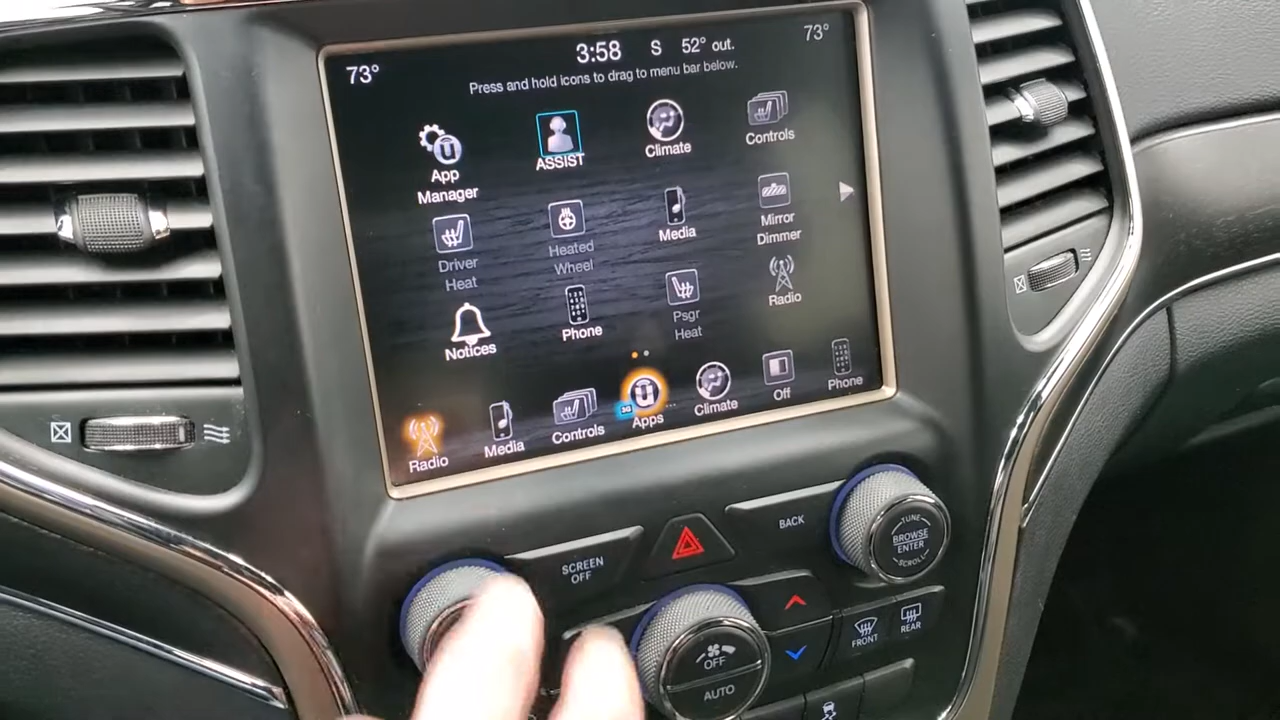 73°
3:58 S 52° out.
73°
Press and hold icons to drag to menu bar below.
App
Manager
ASSIST
Climate
Controls
Driver
Heat
Heated
Wheel
Media
Mirror
Dimmer
Notices
Phone
Psgr
Heat
Radio
Radio
Media
Controls
3G
Apps
Climate
Off
Phone
SCREEN
OFF
BACK
TUNE
BROWSE
ENTER
SCROLL
OFF
AUTO
FRONT
REAR